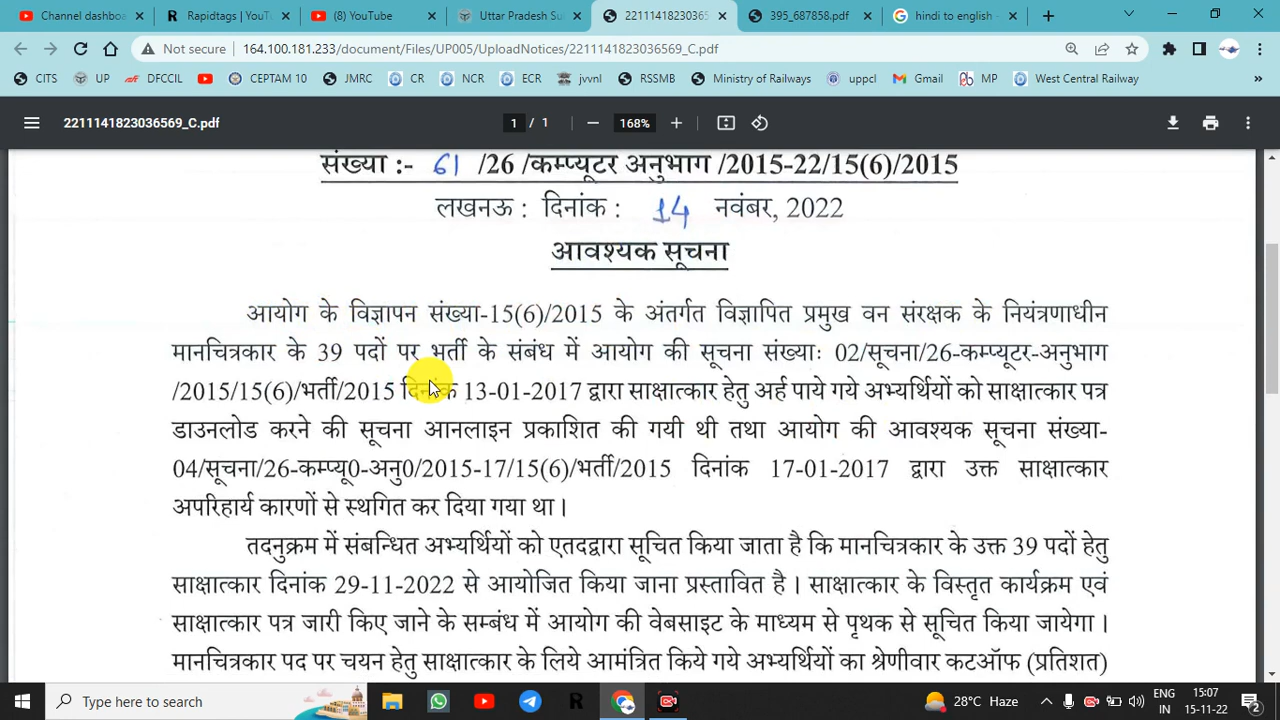 Channel dashboa
Rapidtags | YouT
(8) YouTube
Uttar Pradesh Su
2211141823036569
395_687858.pdf
hindi to english -
Not secure | 164.100.181.233/document/Files/UP005/UploadNotices/2211141823036569_C.pdf
CITS UP DFCCIL CEPTAM 10 JMRC CR NCR ECR jvvnl RSSMB Ministry of Railways uppcl Gmail MP West Central Railway »
2211141823036569_C.pdf 1 / 1 168%
संख्या :- 61 /26 /कम्प्यूटर अनुभाग /2015-22/15(6)/2015
लखनऊ : दिनांक : 14 नवंबर, 2022
आवश्यक सूचना
आयोग के विज्ञापन संख्या-15(6)/2015 के अंतर्गत विज्ञापित प्रमुख वन संरक्षक के नियंत्रणाधीन
मानचित्रकार के 39 पदों पर भर्ती के संबंध में आयोग की सूचना संख्याः 02/सूचना/26-कम्प्यूटर-अनुभाग
/2015/15(6)/भर्ती/2015 दिनांक 13-01-2017 द्वारा साक्षात्कार हेतु अर्ह पाये गये अभ्यर्थियों को साक्षात्कार पत्र
डाउनलोड करने की सूचना आनलाइन प्रकाशित की गयी थी तथा आयोग की आवश्यक सूचना संख्या-
04/सूचना/26-कम्प्यू0-अनु0/2015-17/15(6)/भर्ती/2015 दिनांक 17-01-2017 द्वारा उक्त साक्षात्कार
अपरिहार्य कारणों से स्थगित कर दिया गया था।
तदनुक्रम में संबन्धित अभ्यर्थियों को एतदद्वारा सूचित किया जाता है कि मानचित्रकार के उक्त 39 पदों हेतु
साक्षात्कार दिनांक 29-11-2022 से आयोजित किया जाना प्रस्तावित है। साक्षात्कार के विस्तृत कार्यक्रम एवं
साक्षात्कार पत्र जारी किए जाने के सम्बंध में आयोग की वेबसाइट के माध्यम से पृथक से सूचित किया जायेगा।
मानचित्रकार पद पर चयन हेतु साक्षात्कार के लिये आमंत्रित किये गये अभ्यर्थियों का श्रेणीवार कटऑफ (प्रतिशत)
Type here to search
28°C Haze
ENG 15:07
IN 15-11-22
2